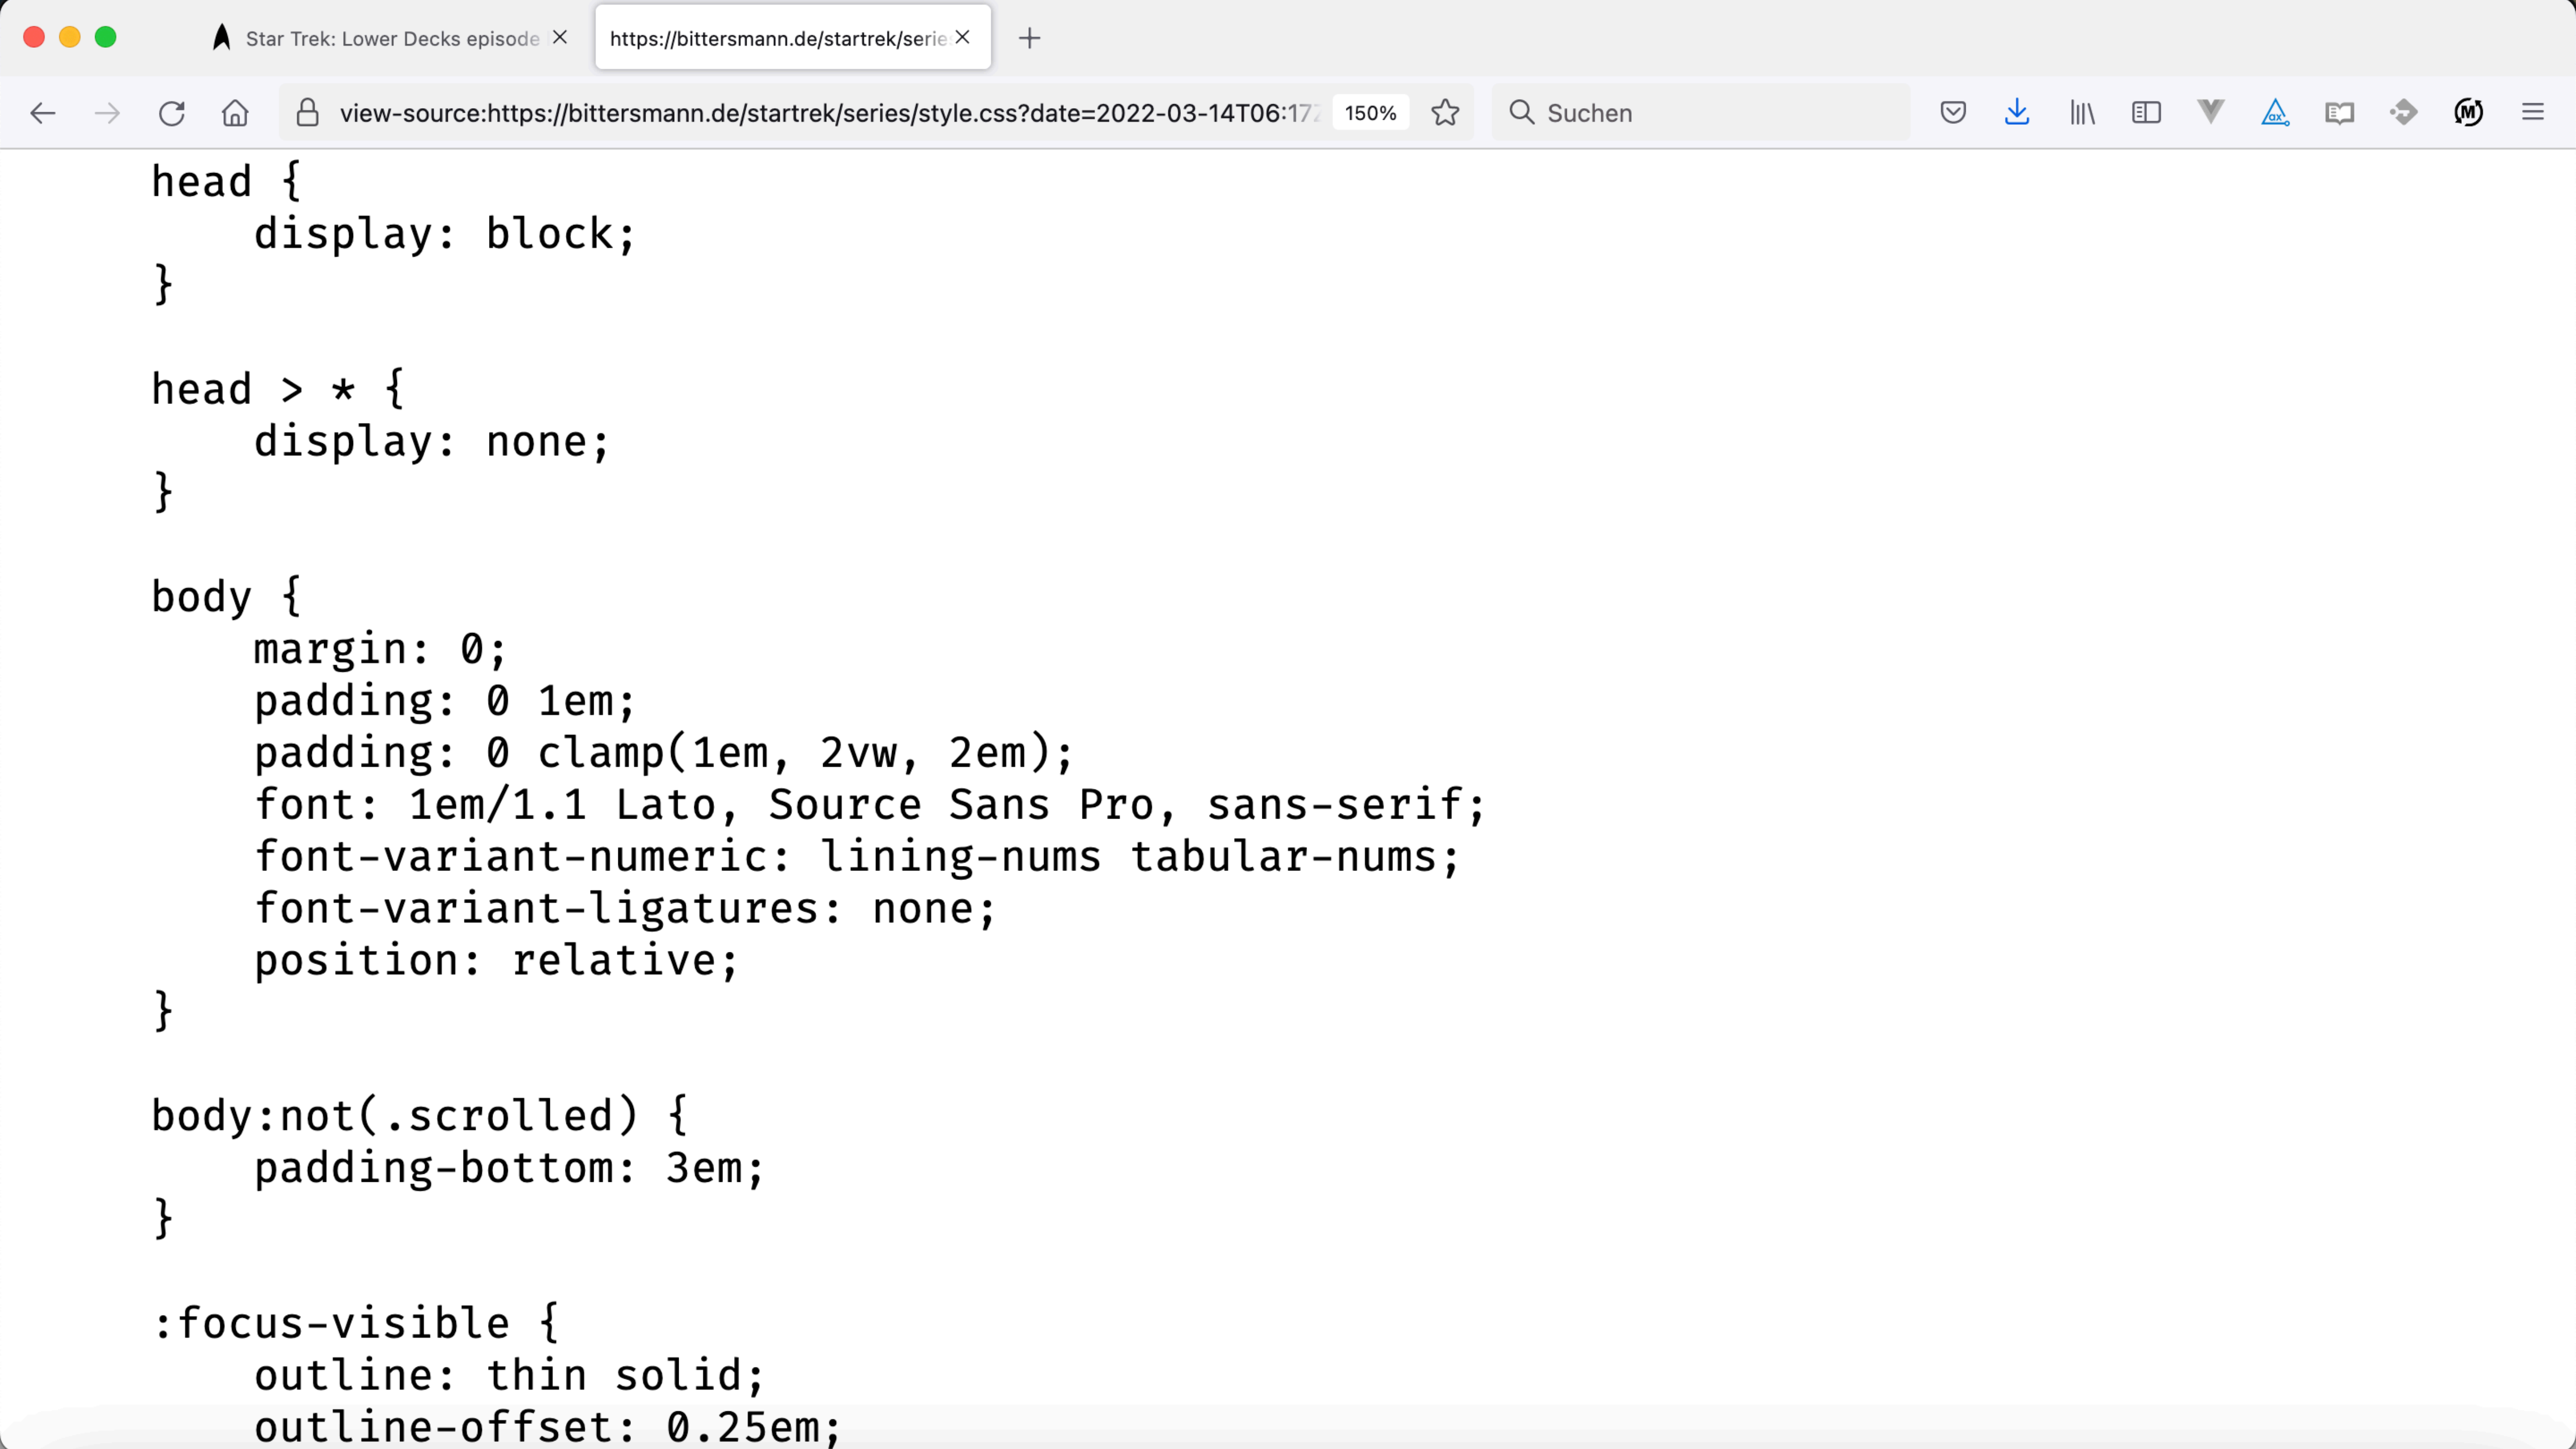 Star Trek: Lower Decks episode
https://bittersmann.de/startrek/serie
view-source:https://bittersmann.de/startrek/series/style.css?date=2022-03-14T06:17
150%
Suchen
head {
    display: block;
}

head > * {
    display: none;
}

body {
    margin: 0;
    padding: 0 1em;
    padding: 0 clamp(1em, 2vw, 2em);
    font: 1em/1.1 Lato, Source Sans Pro, sans-serif;
    font-variant-numeric: lining-nums tabular-nums;
    font-variant-ligatures: none;
    position: relative;
}

body:not(.scrolled) {
    padding-bottom: 3em;
}

:focus-visible {
    outline: thin solid;
    outline-offset: 0.25em;